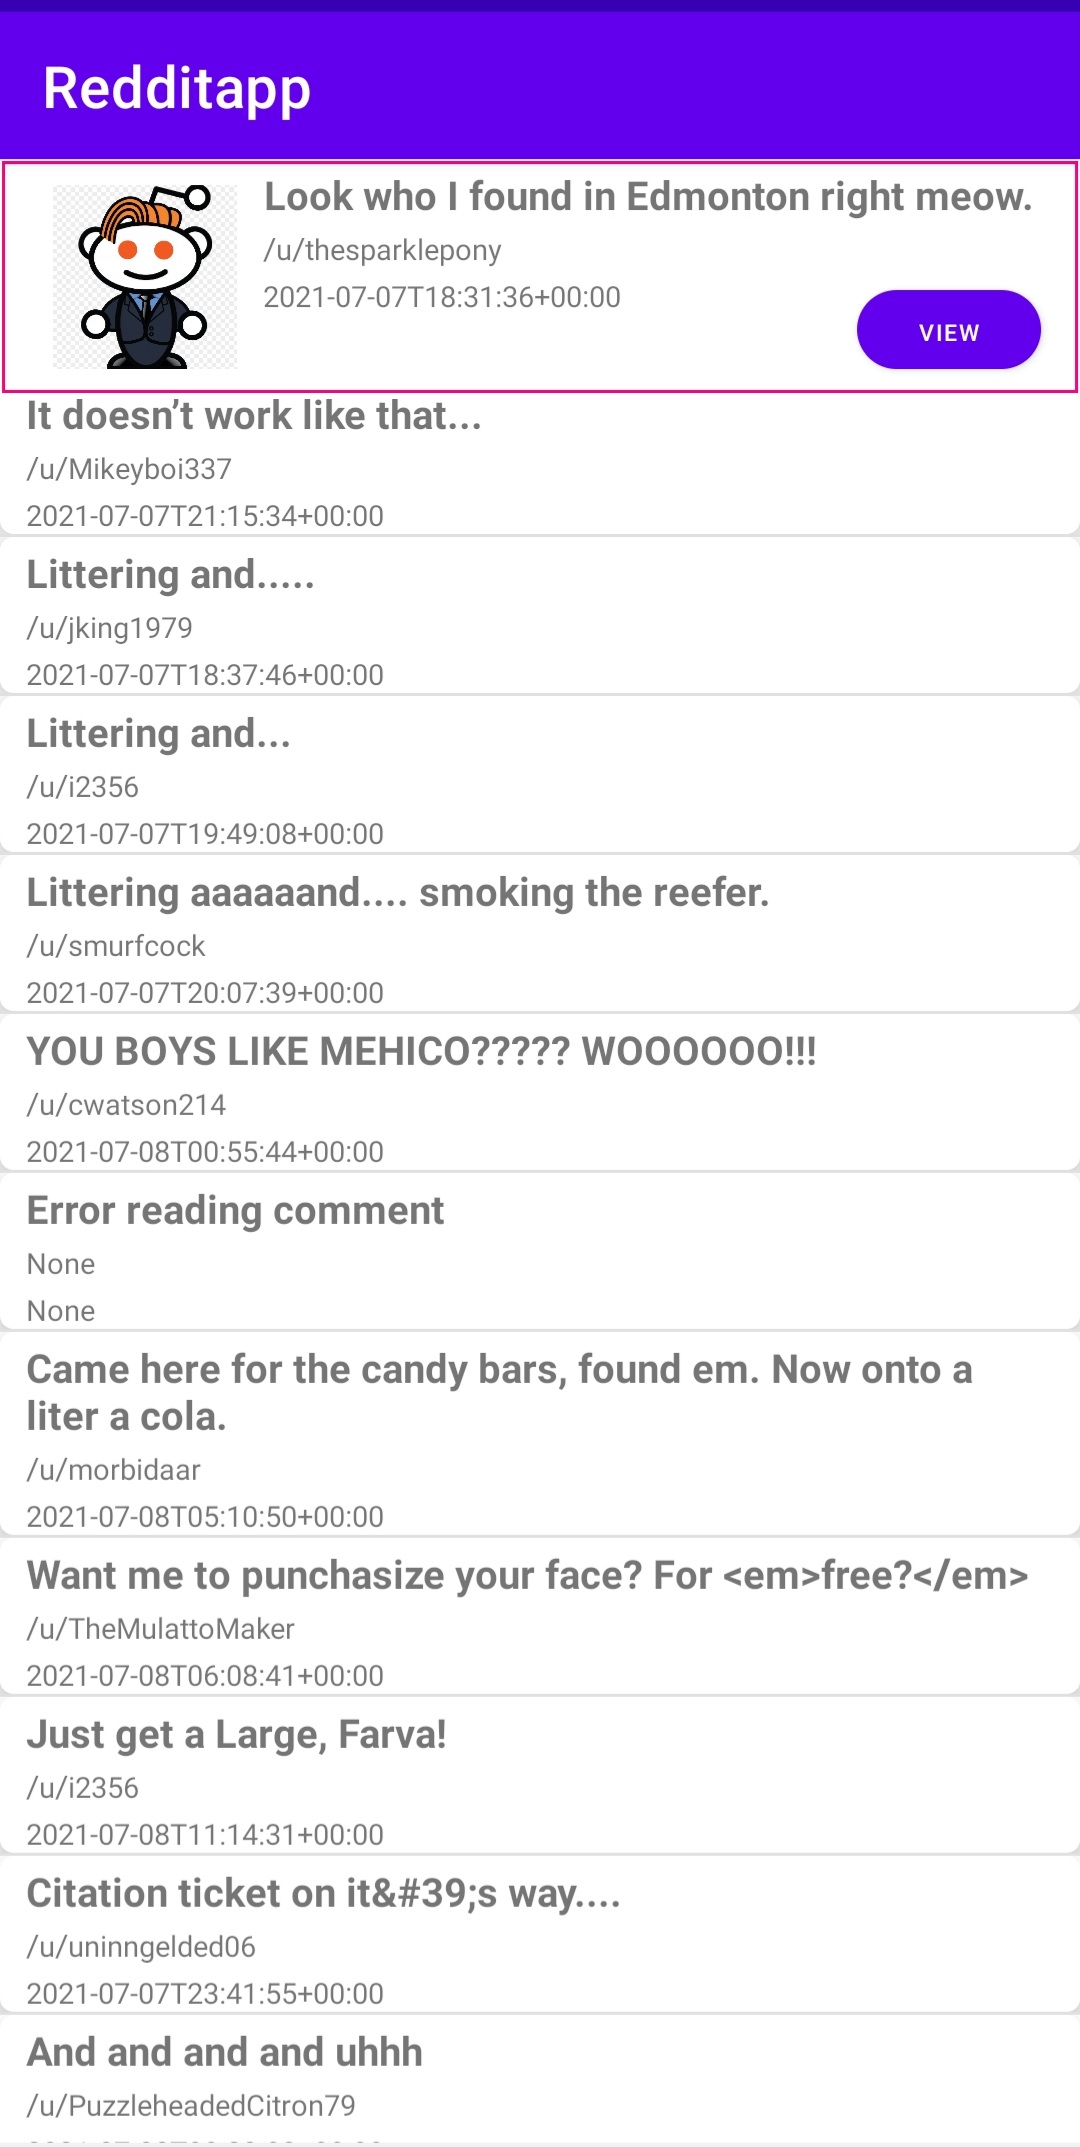 Redditapp
Look who I found in Edmonton right meow.
/u/thesparklepony
2021-07-07T18:31:36+00:00
VIEW
It doesn’t work like that...
/u/Mikeyboi337
2021-07-07T21:15:34+00:00
Littering and.....
/u/jking1979
2021-07-07T18:37:46+00:00
Littering and...
/u/i2356
2021-07-07T19:49:08+00:00
Littering aaaaaand.... smoking the reefer.
/u/smurfcock
2021-07-07T20:07:39+00:00
YOU BOYS LIKE MEHICO????? WOOOOOO!!!
/u/cwatson214
2021-07-08T00:55:44+00:00
Error reading comment
None
None
Came here for the candy bars, found em. Now onto a
liter a cola.
/u/morbidaar
2021-07-08T05:10:50+00:00
Want me to punchasize your face? For <em>free?</em>
/u/TheMulattoMaker
2021-07-08T06:08:41+00:00
Just get a Large, Farva!
/u/i2356
2021-07-08T11:14:31+00:00
Citation ticket on it&#39;s way....
/u/uninngelded06
2021-07-07T23:41:55+00:00
And and and and uhhh
/u/PuzzleheadedCitron79